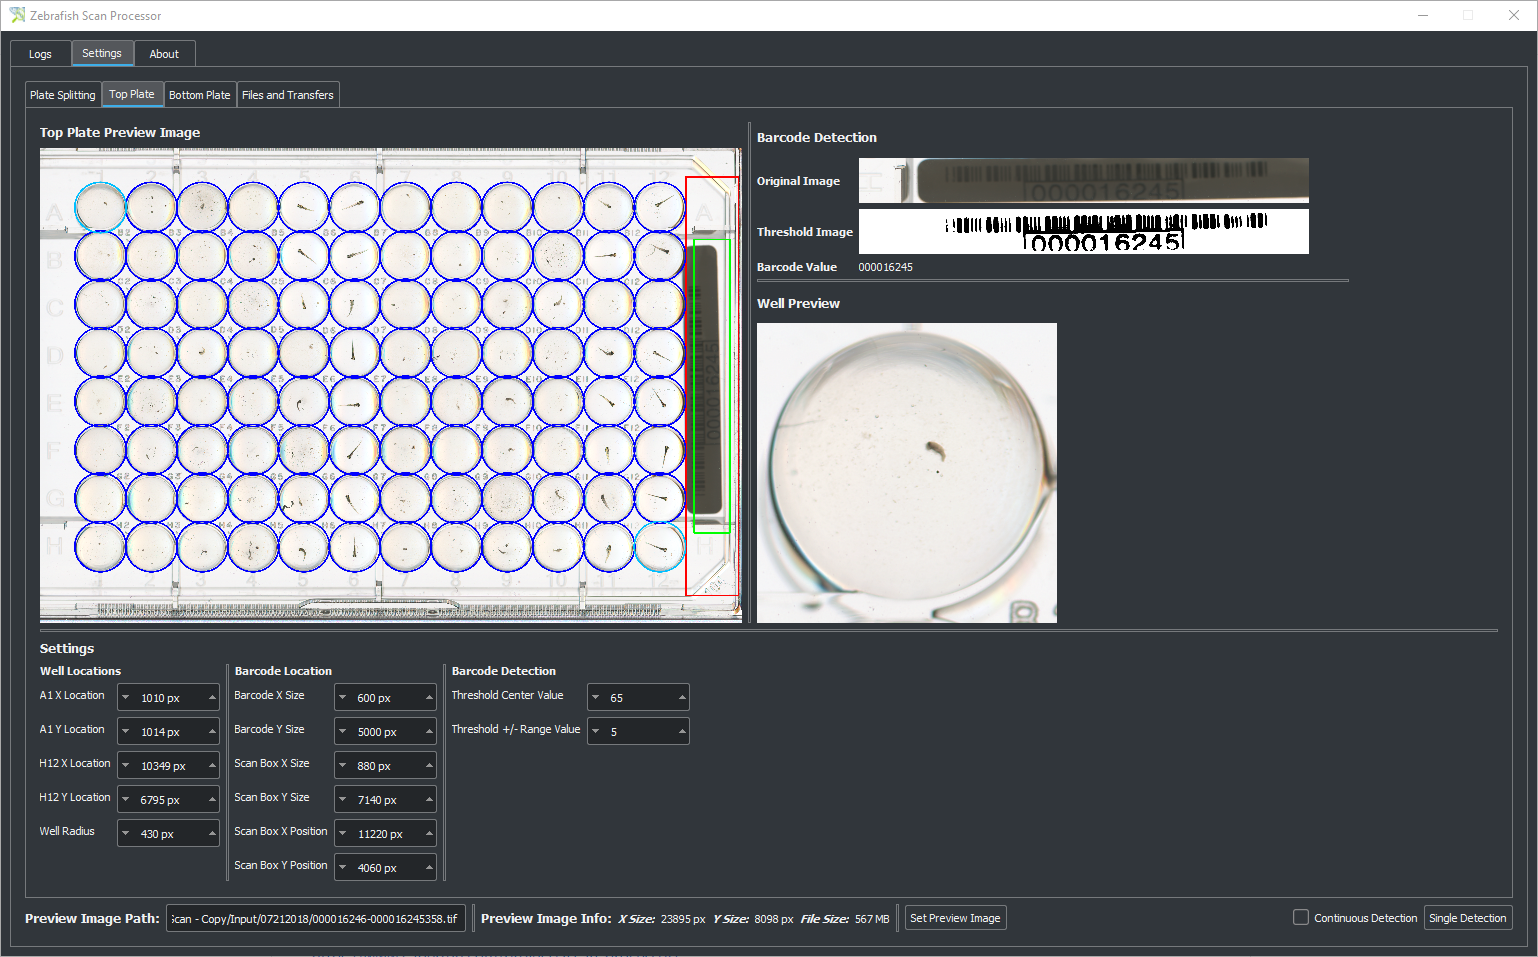 Zebrafish Scan Processor
Logs Settings About
Plate Splitting Top Plate Bottom Plate Files and Transfers
Top Plate Preview Image
Barcode Detection
Original Image
000016245
Threshold Image
000016245
Barcode Value 000016245
Well Preview
A
B
C
D
E
F
G
H
000016245
Settings
Well Locations
A1 X Location 1010 px
A1 Y Location 1014 px
H12 X Location 10349 px
H12 Y Location 6795 px
Well Radius 430 px
Barcode Location
Barcode X Size 600 px
Barcode Y Size 5000 px
Scan Box X Size 880 px
Scan Box Y Size 7140 px
Scan Box X Position 11220 px
Scan Box Y Position 4060 px
Barcode Detection
Threshold Center Value 65
Threshold +/- Range Value 5
Preview Image Path: Scan - Copy/Input/07212018/000016246-000016245358.tif
Preview Image Info: X Size: 23895 px Y Size: 8098 px File Size: 567 MB
Set Preview Image
Continuous Detection
Single Detection